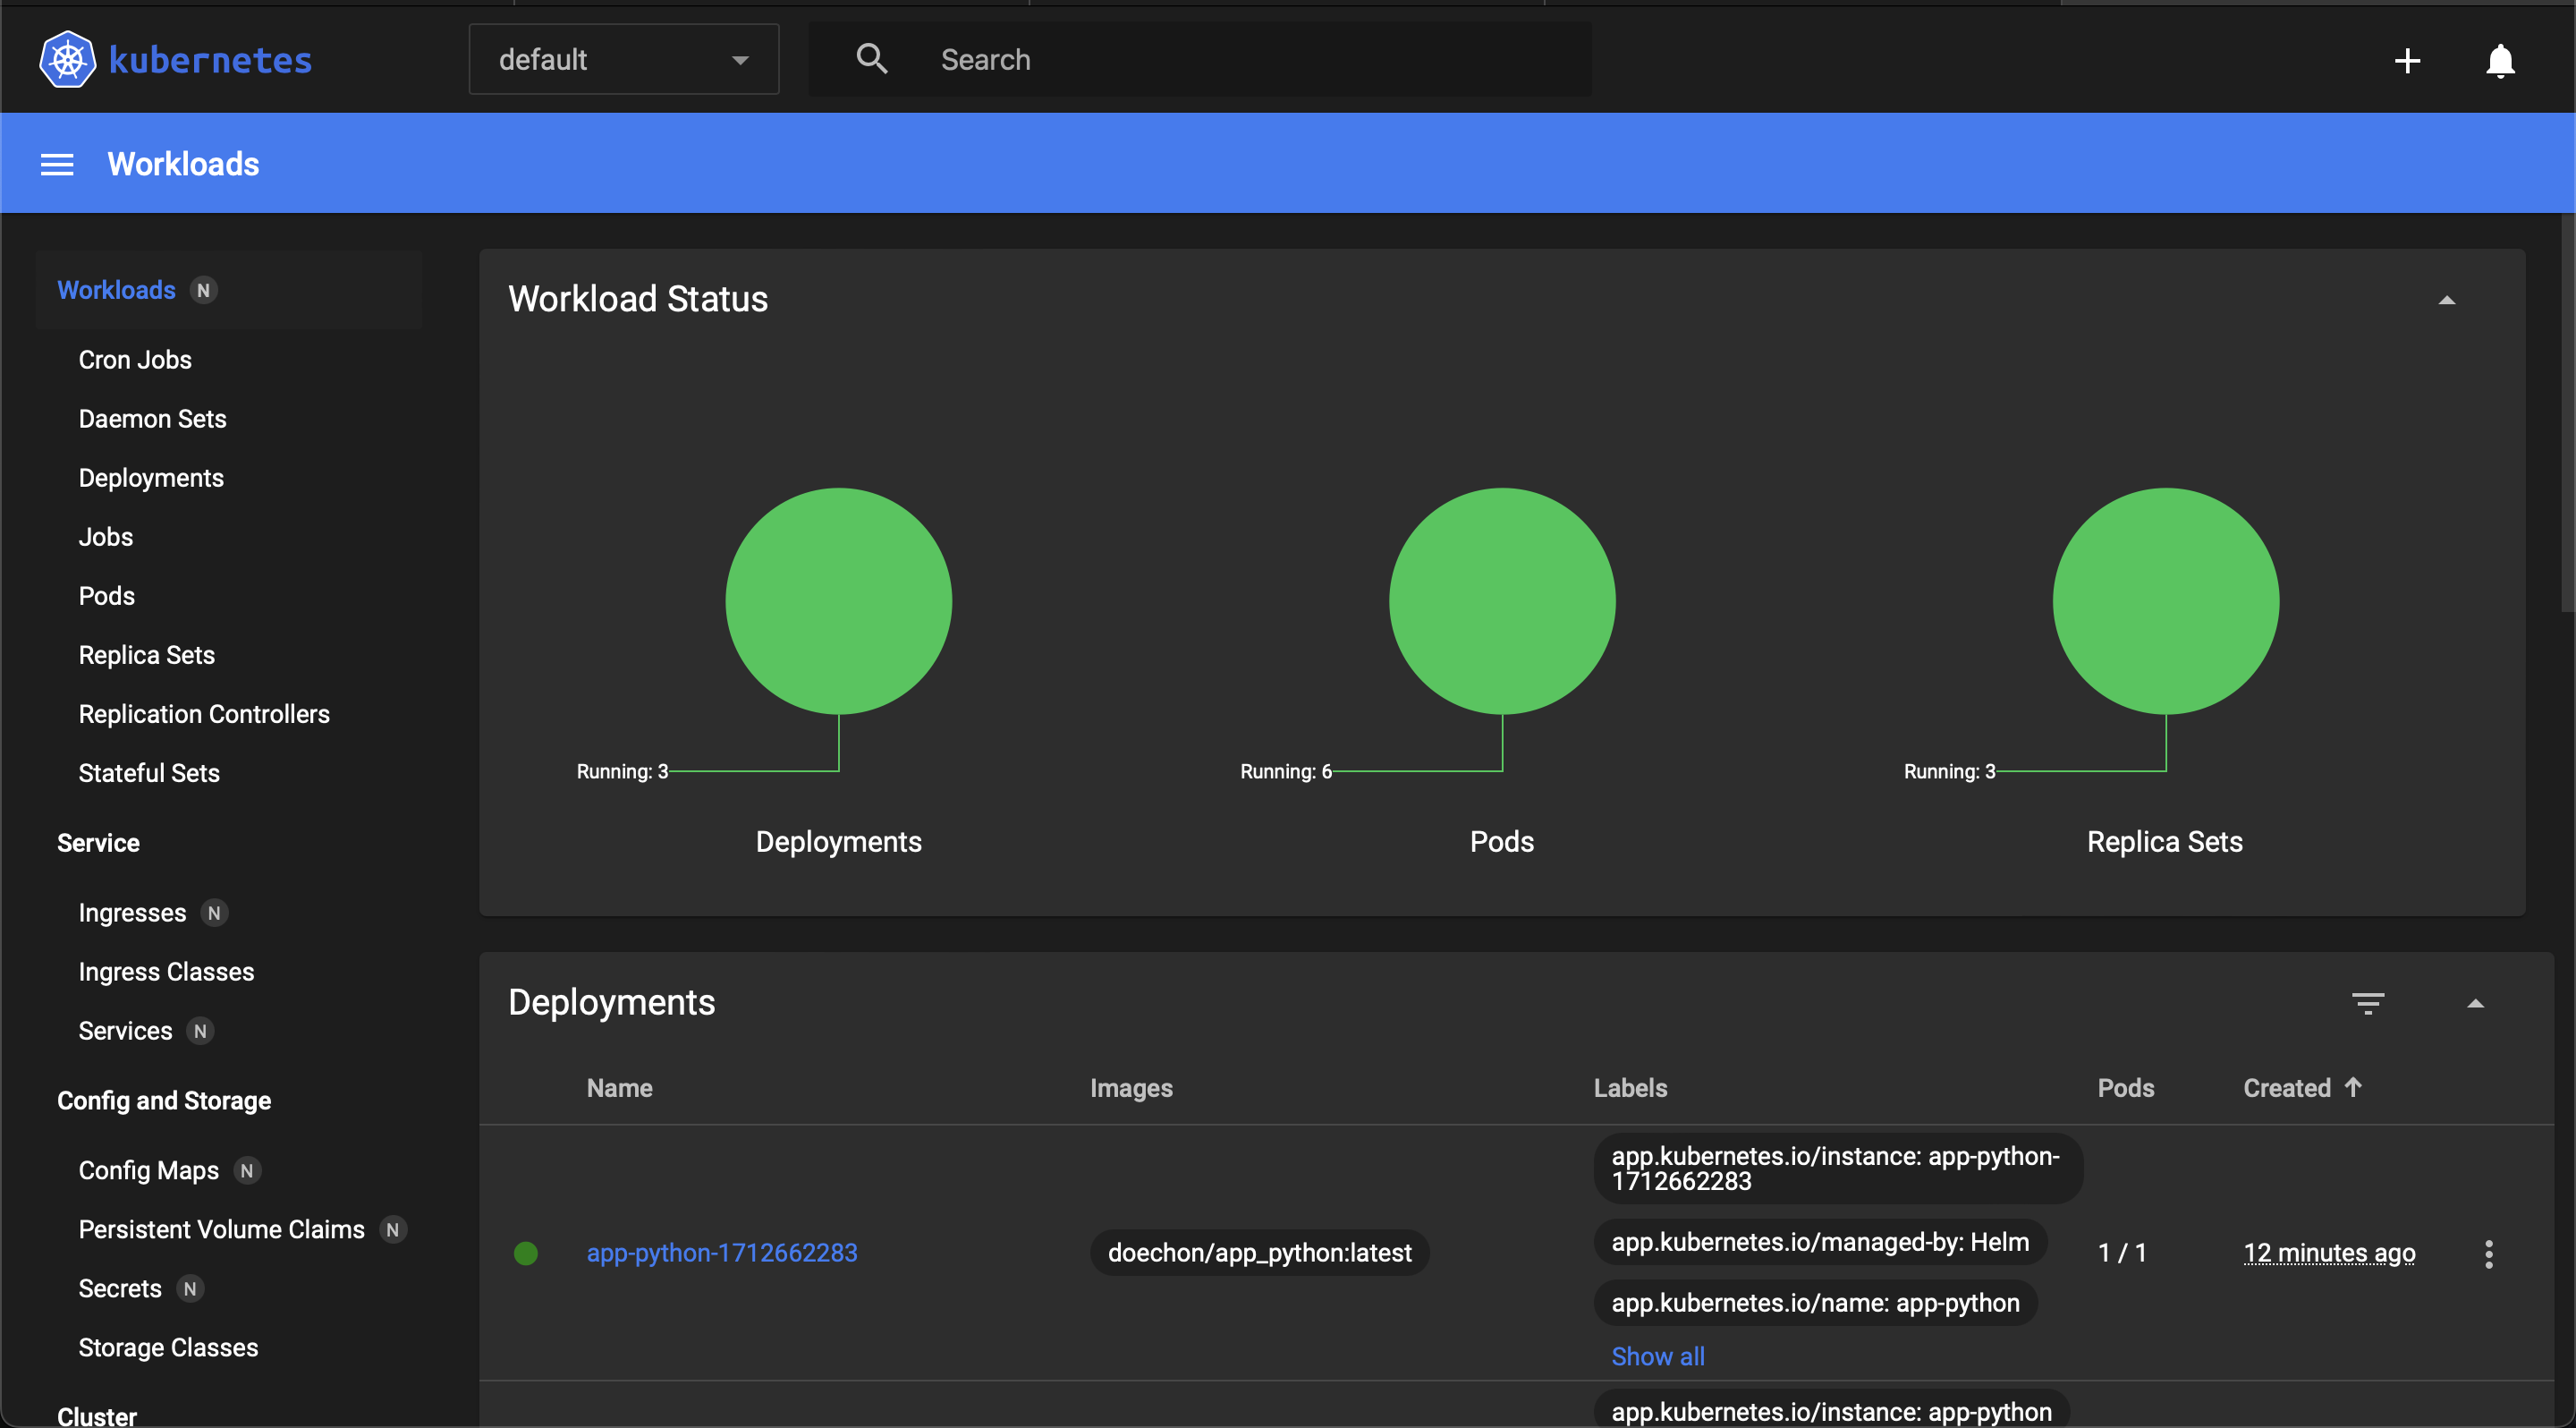 kubernetes
default
Search
Workloads
Workloads N
Cron Jobs
Daemon Sets
Deployments
Jobs
Pods
Replica Sets
Replication Controllers
Stateful Sets
Service
Ingresses N
Ingress Classes
Services N
Config and Storage
Config Maps N
Persistent Volume Claims N
Secrets N
Storage Classes
Cluster
Workload Status
Running: 3
Deployments
Running: 6
Pods
Running: 3
Replica Sets
Deployments
Name Images Labels Pods Created
app-python-1712662283
doechon/app_python:latest
app.kubernetes.io/instance: app-python-
1712662283
app.kubernetes.io/managed-by: Helm
app.kubernetes.io/name: app-python
Show all
1 / 1
12 minutes ago
app.kubernetes.io/instance: app-python